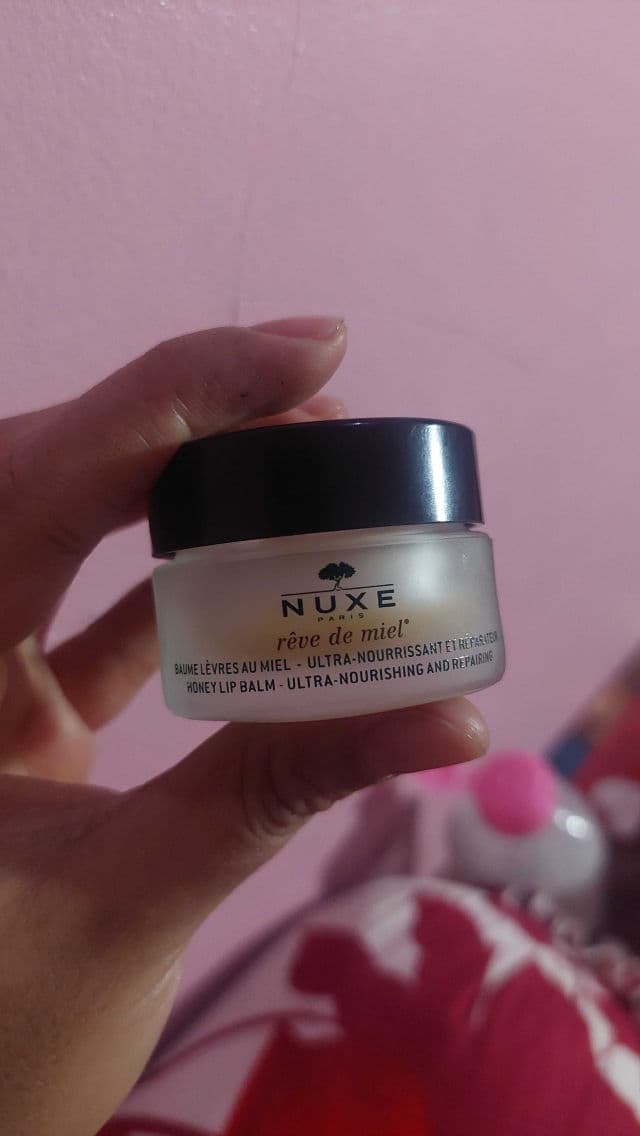 NUXE
PARIS
rêve de miel®
BAUME LÈVRES AU MIEL - ULTRA-NOURRISSANT ET RÉPARATEUR
HONEY LIP BALM - ULTRA-NOURISHING AND REPAIRING